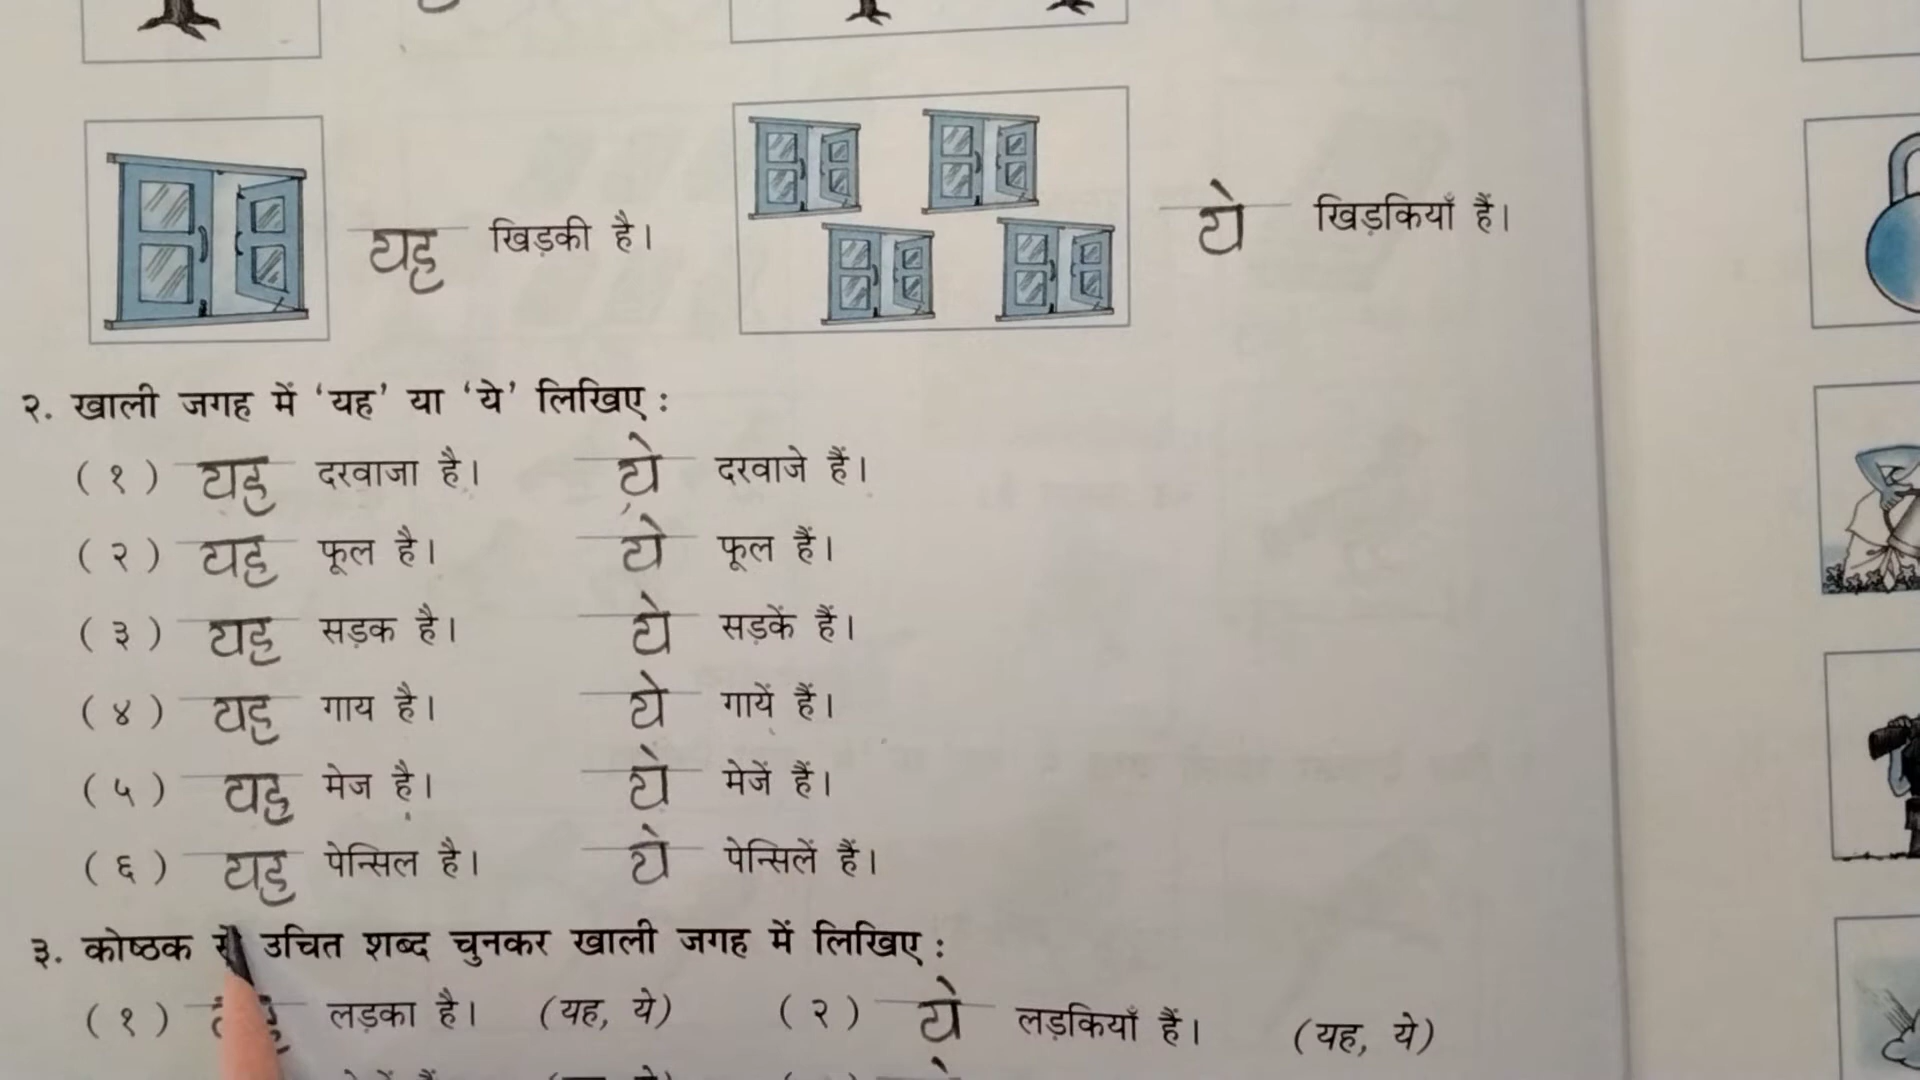 यह खिड़की है। ये खिड़कियाँ हैं।
२. खाली जगह में ‘यह’ या ‘ये’ लिखिए :
(१) यह दरवाजा है। ये दरवाजे हैं।
(२) यह फूल है। ये फूल हैं।
(३) यह सड़क है। ये सड़कें हैं।
(४) यह गाय है। ये गायें हैं।
(५) यह मेज है। ये मेजें हैं।
(६) यह पेन्सिल है। ये पेन्सिलें हैं।
३. कोष्ठक से उचित शब्द चुनकर खाली जगह में लिखिए :
(१) लड़का है। (यह, ये) (२) ये लड़कियाँ हैं। (यह, ये)